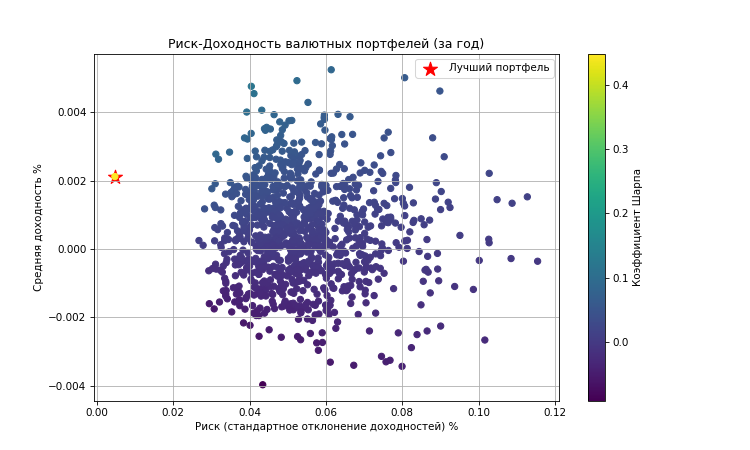 Риск-Доходность валютных портфелей (за год)
Лучший портфель
0.004
0.002
0.000
−0.002
−0.004
Средняя доходность %
0.00 0.02 0.04 0.06 0.08 0.10 0.12
Риск (стандартное отклонение доходностей) %
0.4
0.3
0.2
0.1
0.0
Коэффициент Шарпа